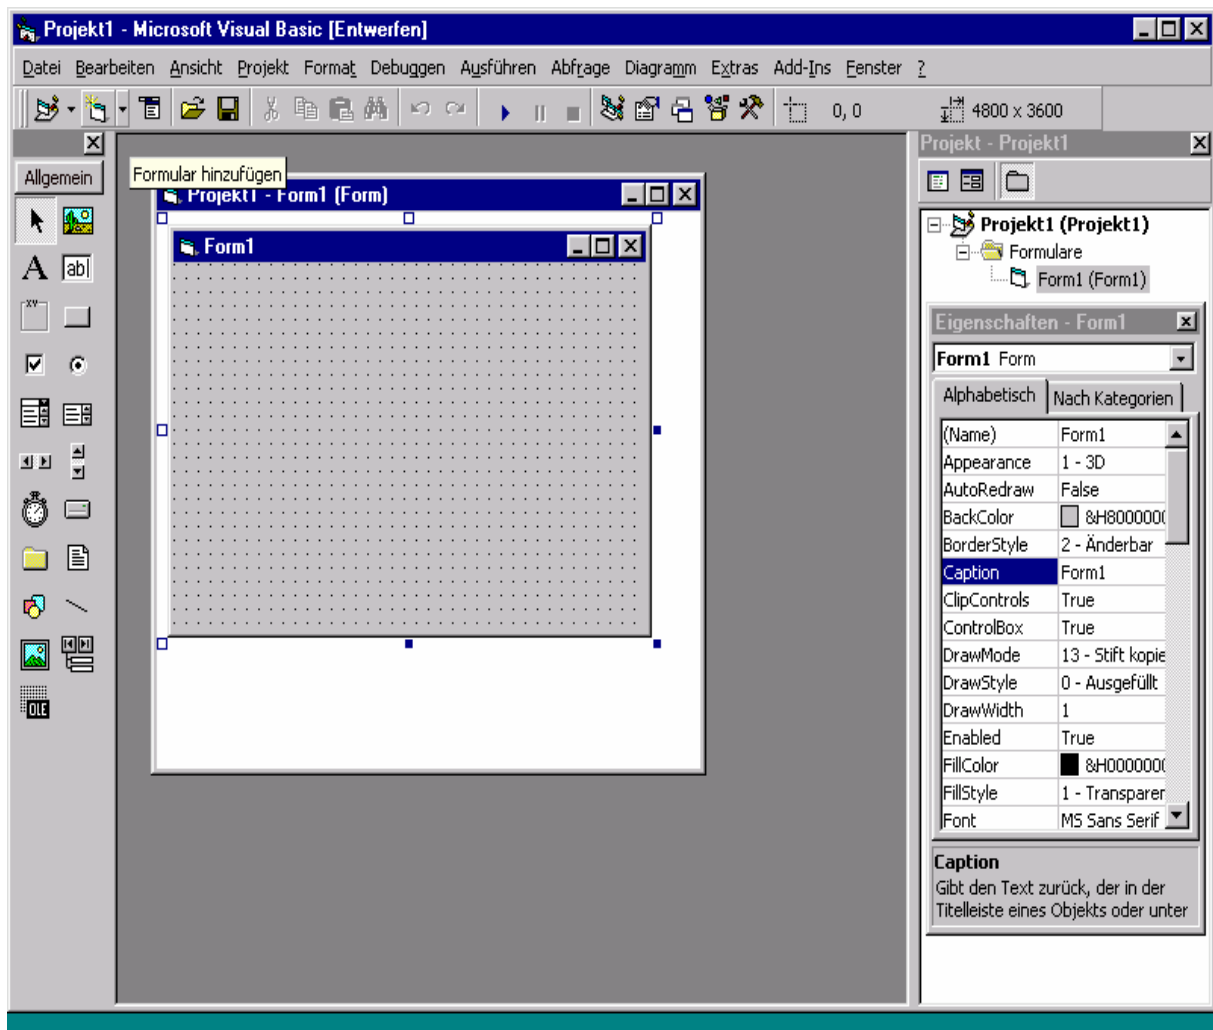 Projekt1 - Microsoft Visual Basic [Entwerfen]
Datei Bearbeiten Ansicht Projekt Format Debuggen Ausführen Abfrage Diagramm Extras Add-Ins Fenster ?
0, 0 4800 x 3600
Allgemein
Formular hinzufügen
Projekt1 - Form1 (Form)
Form1
A
ab
xv
OLE
Projekt - Projekt1
Projekt1 (Projekt1)
Formulare
Form1 (Form1)
Eigenschaften - Form1
Form1 Form
Alphabetisch Nach Kategorien
(Name) Form1
Appearance 1 - 3D
AutoRedraw False
BackColor &H8000000
BorderStyle 2 - Änderbar
Caption Form1
ClipControls True
ControlBox True
DrawMode 13 - Stift kopie
DrawStyle 0 - Ausgefüllt
DrawWidth 1
Enabled True
FillColor &H0000000
FillStyle 1 - Transparer
Font MS Sans Serif
Caption
Gibt den Text zurück, der in der
Titelleiste eines Objekts oder unter